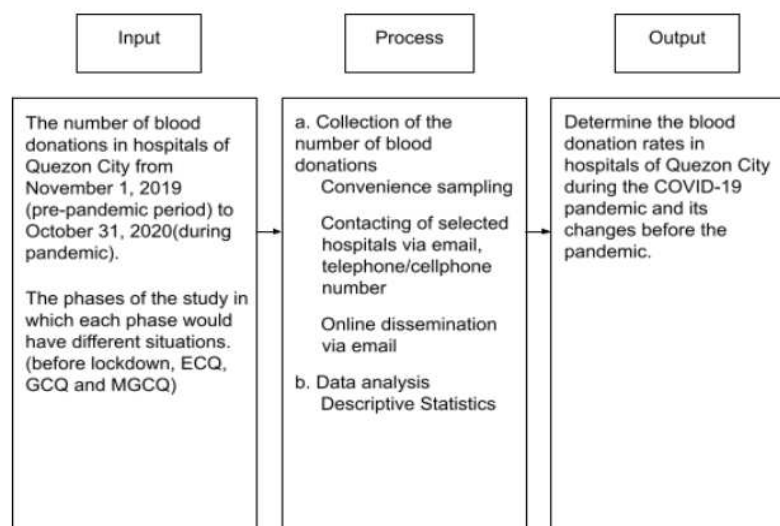 Input
Process
Output
The number of blood
donations in hospitals of
Quezon City from
November 1, 2019
(pre-pandemic period) to
October 31, 2020(during
pandemic).
The phases of the study in
which each phase would
have different situations.
(before lockdown, ECQ,
GCQ and MGCQ)
a. Collection of the
number of blood
donations
Convenience sampling
Contacting of selected
hospitals via email,
telephone/cellphone
number
Online dissemination
via email
b. Data analysis
Descriptive Statistics
Determine the blood
donation rates in
hospitals of Quezon City
during the COVID-19
pandemic and its
changes before the
pandemic.